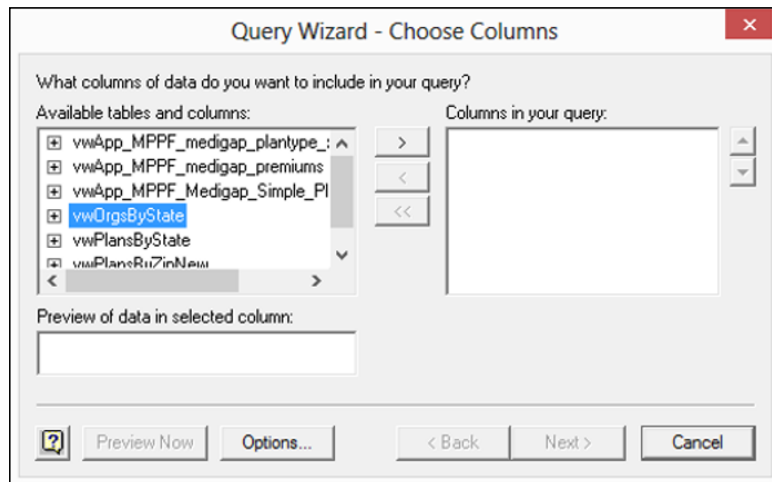 Query Wizard - Choose Columns
What columns of data do you want to include in your query?
Available tables and columns:
Columns in your query:
vwApp_MPPF_medigap_plantype_
vwApp_MPPF_medigap_premiums
vwApp_MPPF_Medigap_Simple_Pl
vwOrgsByState
vwPlansByState
vwPlansByZipNew
>
<
<<
Preview of data in selected column:
Preview Now
Options...
< Back
Next >
Cancel